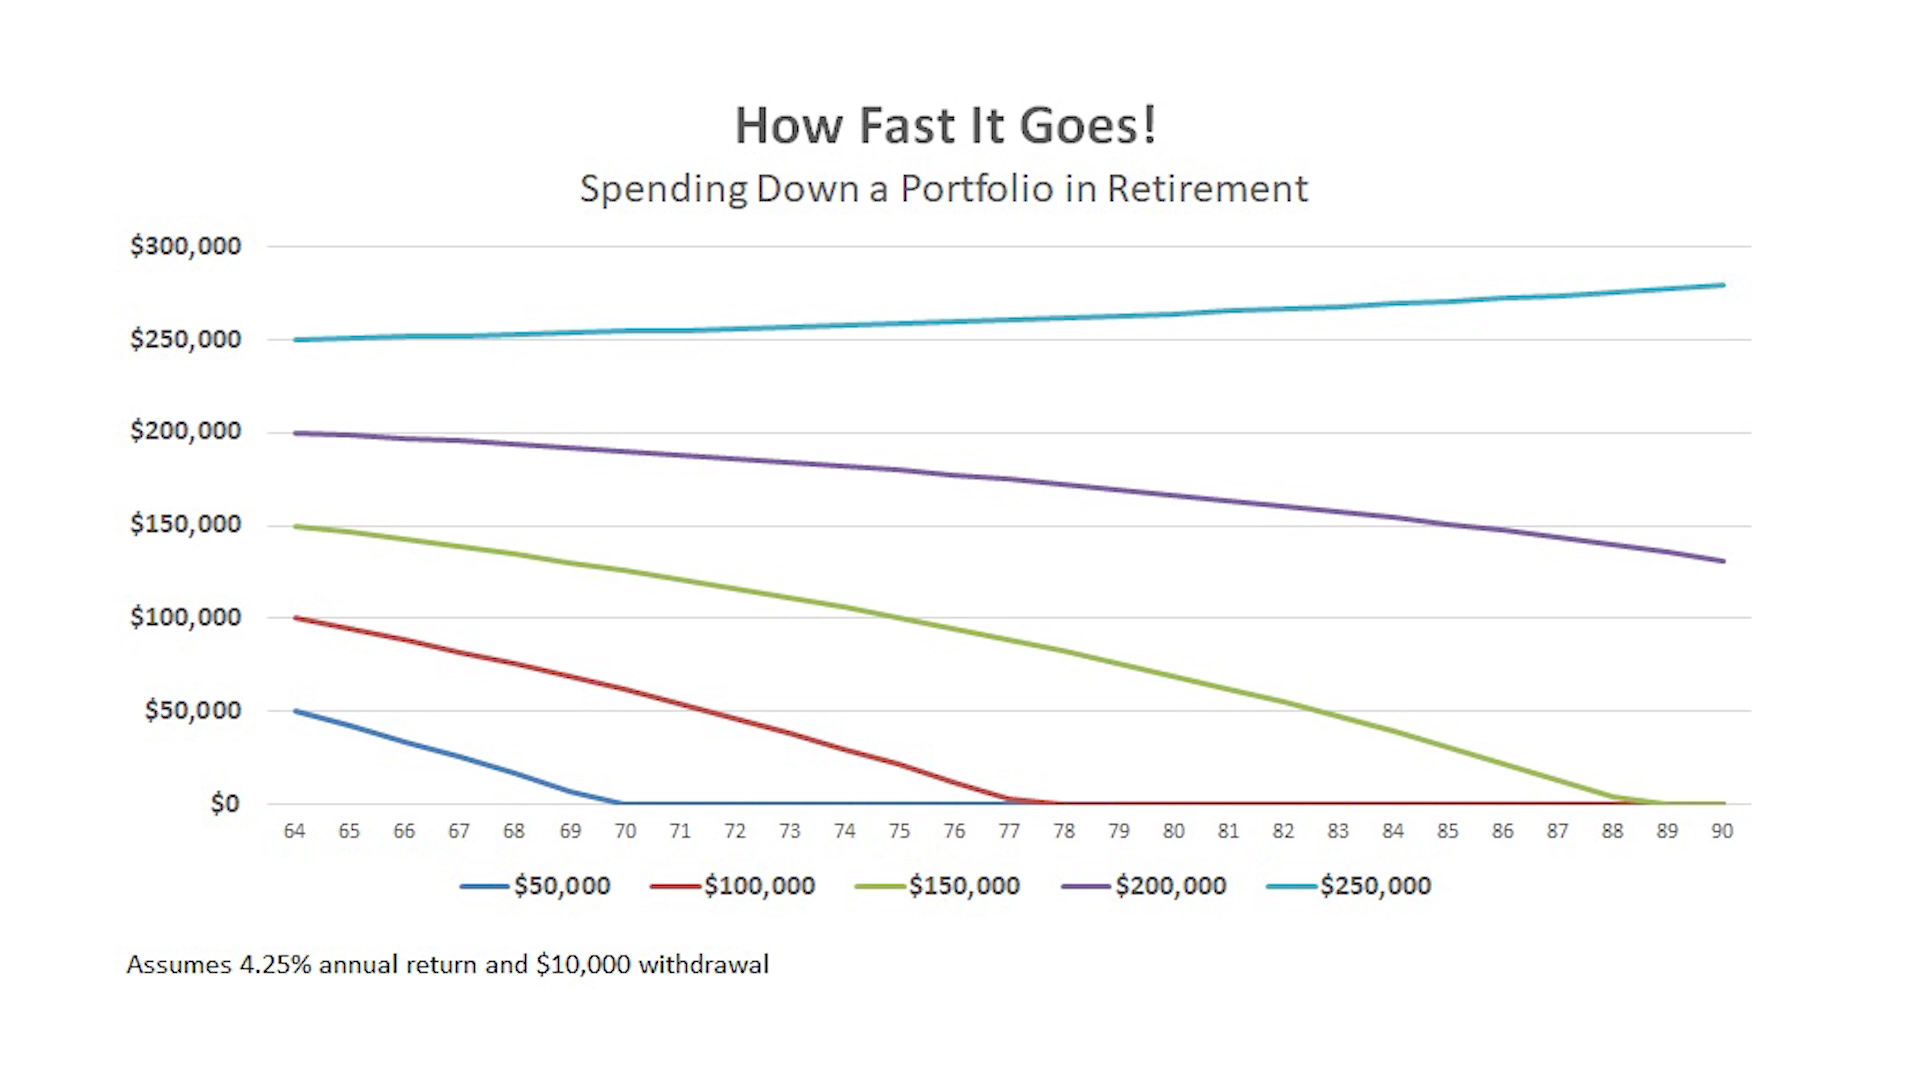 How Fast It Goes!
Spending Down a Portfolio in Retirement
$300,000
$250,000
$200,000
$150,000
$100,000
$50,000
$0
64 65 66 67 68 69 70 71 72 73 74 75 76 77 78 79 80 81 82 83 84 85 86 87 88 89 90
$50,000 $100,000 $150,000 $200,000 $250,000
Assumes 4.25% annual return and $10,000 withdrawal